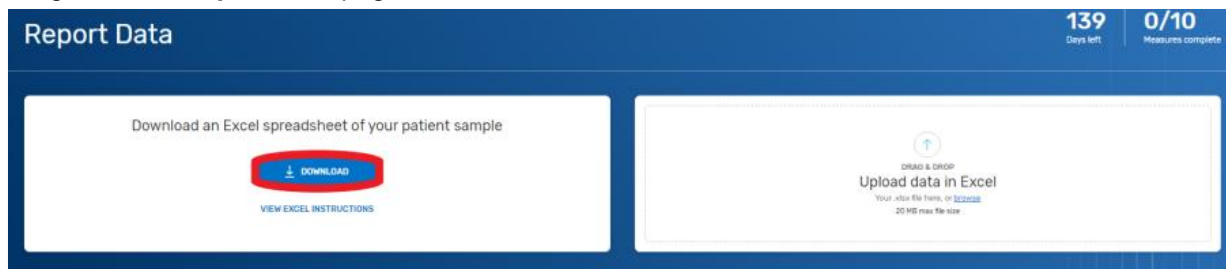 Report Data
139
Days left
0/10
Measures complete
Download an Excel spreadsheet of your patient sample
DOWNLOAD
VIEW EXCEL INSTRUCTIONS
DRAG & DROP
Upload data in Excel
Your .xlsx file here, or browse
20 MB max file size